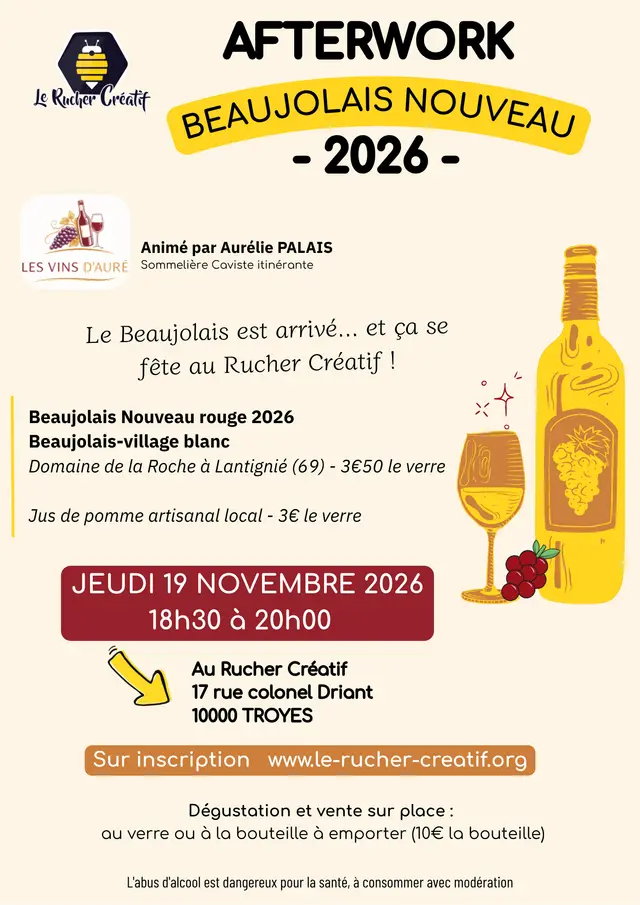 Le Rucher Créatif
AFTERWORK
BEAUJOLAIS NOUVEAU
- 2026 -
LES VINS D'AURÉ
Animé par Aurélie PALAIS
Sommelière Caviste itinérante
Le Beaujolais est arrivé... et ça se
fête au Rucher Créatif !
Beaujolais Nouveau rouge 2026
Beaujolais-village blanc
Domaine de la Roche à Lantignié (69) - 3€50 le verre
Jus de pomme artisanal local - 3€ le verre
JEUDI 19 NOVEMBRE 2026
18h30 à 20h00
Au Rucher Créatif
17 rue colonel Driant
10000 TROYES
Sur inscription www.le-rucher-creatif.org
Dégustation et vente sur place :
au verre ou à la bouteille à emporter (10€ la bouteille)
L'abus d'alcool est dangereux pour la santé, à consommer avec modération